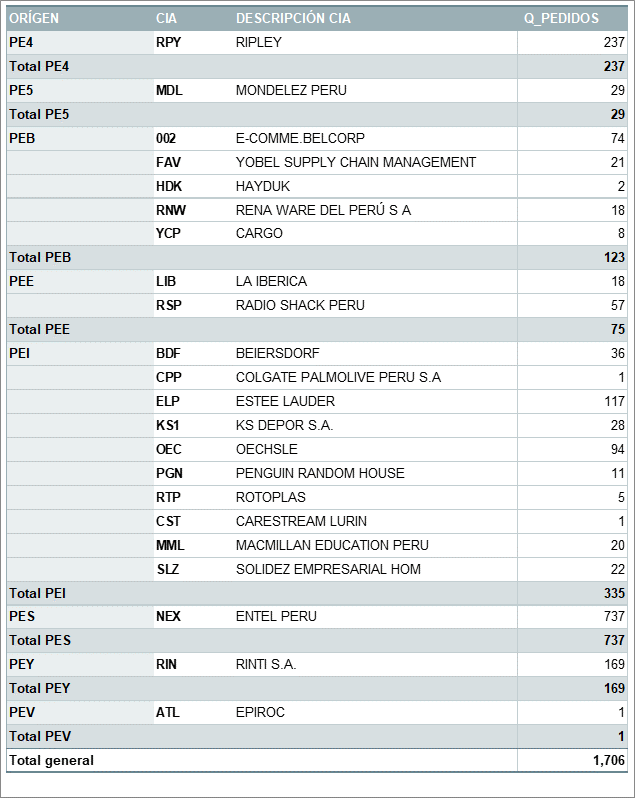 ORÍGEN CIA DESCRIPCIÓN CIA Q_PEDIDOS
PE4 RPY RIPLEY 237
Total PE4 237
PE5 MDL MONDELEZ PERU 29
Total PE5 29
PEB 002 E-COMME.BELCORP 74
FAV YOBEL SUPPLY CHAIN MANAGEMENT 21
HDK HAYDUK 2
RNW RENA WARE DEL PERÚ S A 18
YCP CARGO 8
Total PEB 123
PEE LIB LA IBERICA 18
RSP RADIO SHACK PERU 57
Total PEE 75
PEI BDF BEIERSDORF 36
CPP COLGATE PALMOLIVE PERU S.A 1
ELP ESTEE LAUDER 117
KS1 KS DEPOR S.A. 28
OEC OECHSLE 94
PGN PENGUIN RANDOM HOUSE 11
RTP ROTOPLAS 5
CST CARESTREAM LURIN 1
MML MACMILLAN EDUCATION PERU 20
SLZ SOLIDEZ EMPRESARIAL HOM 22
Total PEI 335
PES NEX ENTEL PERU 737
Total PES 737
PEY RIN RINTI S.A. 169
Total PEY 169
PEV ATL EPIROC 1
Total PEV 1
Total general 1,706